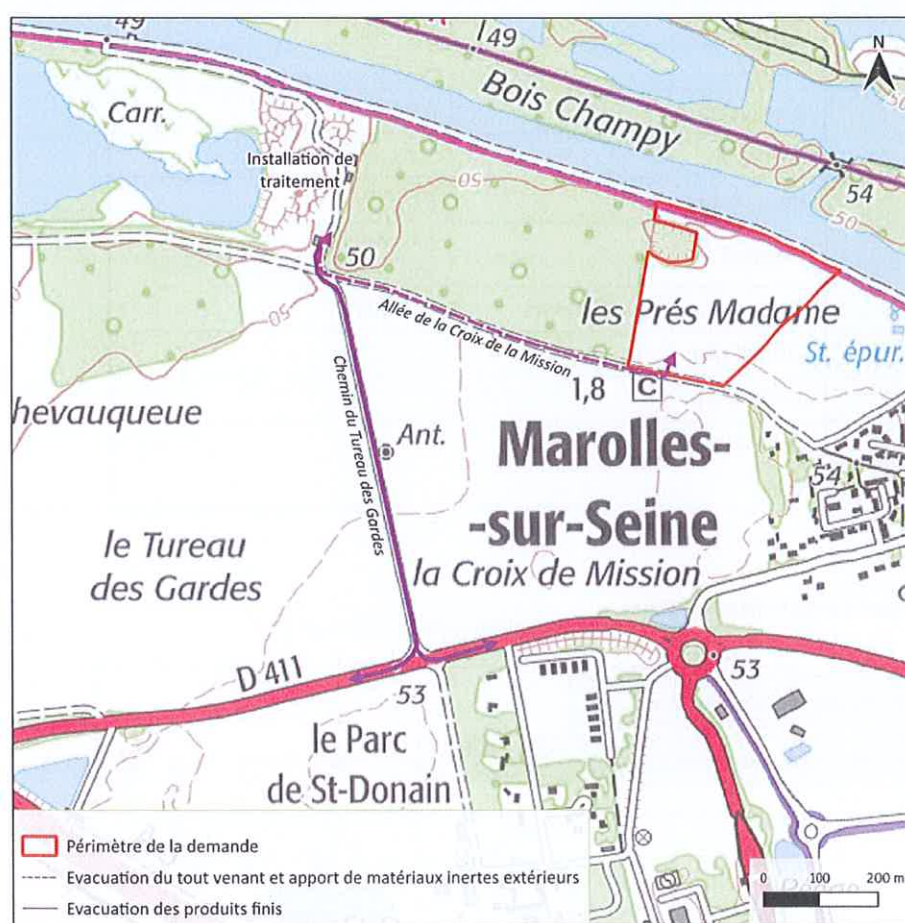 49
49
N
Bois Champy
Carr.
50
Installation de
traitement
50
54
50
50
les Prés Madame
Allée de la Croix de la Mission
St. épur.
50
1,8
C
hevauqueue
Chemin du Tureau des Gardes
Ant.
Marolles-
-sur-Seine
54
le Tureau
des Gardes
la Croix de Mission
D 411
53
53
le Parc
de St-Donain
Périmètre de la demande
Evacuation du tout venant et apport de matériaux inertes extérieurs
Evacuation des produits finis
0 100 200 m